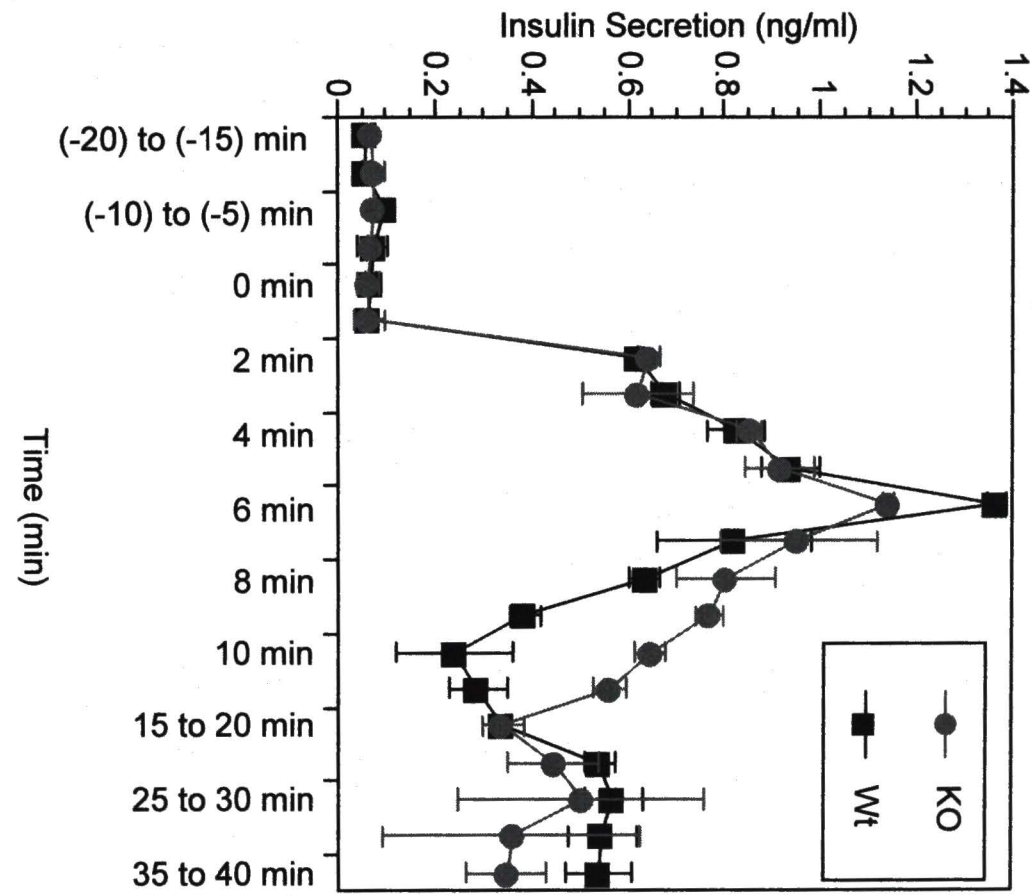 Insulin Secretion (ng/ml)
0
0.2
0.4
0.6
0.8
1
1.2
1.4
(-20) to (-15) min
(-10) to (-5) min
0 min
2 min
4 min
6 min
8 min
10 min
15 to 20 min
25 to 30 min
35 to 40 min
Time (min)
KO
Wt